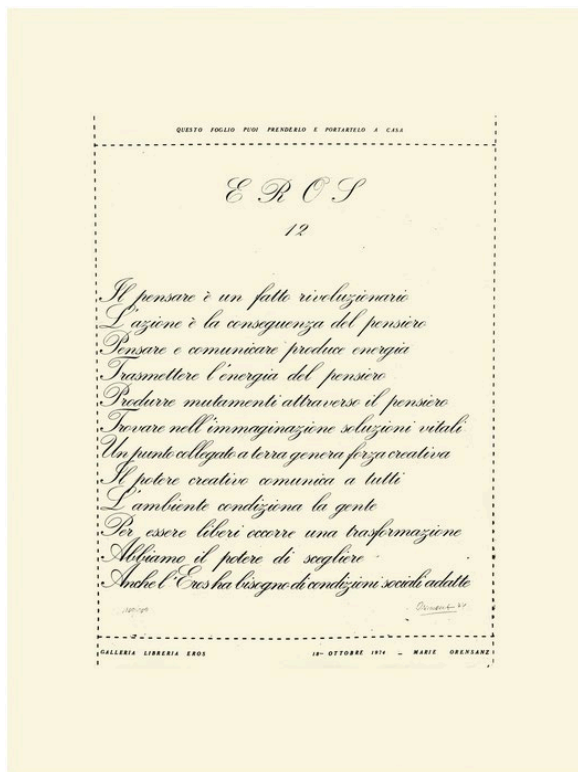 QUESTO FOGLIO PUOI PRENDERLO E PORTARTELO A CASA
EROS
12
Il pensare è un fatto rivoluzionario
L'azione è la conseguenza del pensiero
Pensare e comunicare produce energia
Trasmettere l'energia del pensiero
Produrre mutamenti attraverso il pensiero
Trovare nell'immaginazione soluzioni vitali
Un punto collegato a terra genera forza creativa
Il potere creativo comunica a tutti
L'ambiente condiziona la gente
Per essere liberi occorre una trasformazione
Abbiamo il potere di scegliere
Anche l'Eros ha bisogno di condizioni sociali adatte
GALLERIA LIBRERIA EROS 18- OTTOBRE 1974 - MARIE ORENSANZ